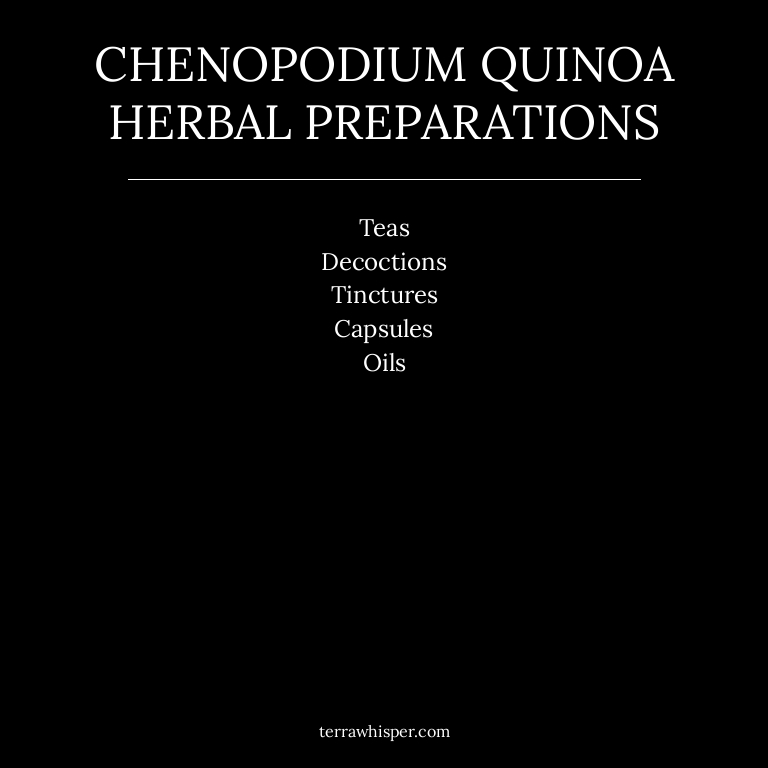 CHENOPODIUM QUINOA
HERBAL PREPARATIONS
Teas
Decoctions
Tinctures
Capsules
Oils
terrawhisper.com